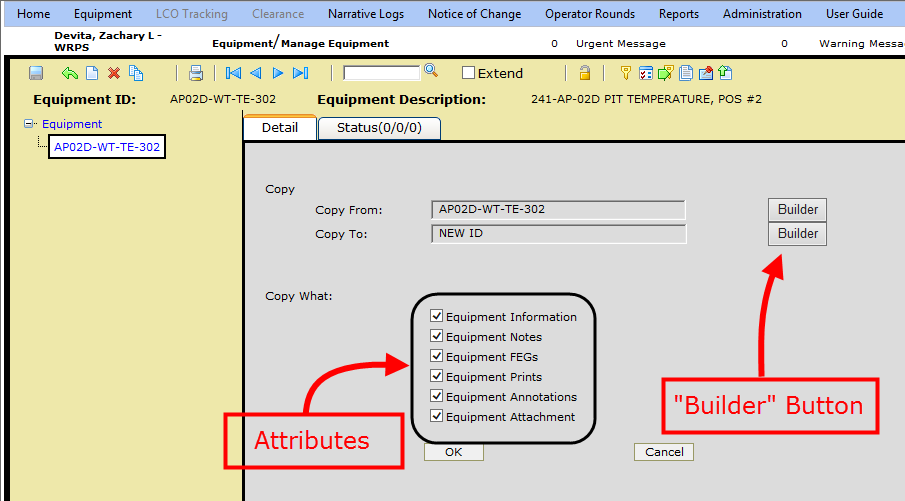 Home Equipment LCO Tracking Clearance Narrative Logs Notice of Change Operator Rounds Reports Administration User Guide
Devita, Zachary L -
WRPS
Equipment/Manage Equipment 0 Urgent Message 0 Warning Messa
Extend
Equipment ID: AP02D-WT-TE-302 Equipment Description: 241-AP-02D PIT TEMPERATURE, POS #2
Equipment
AP02D-WT-TE-302
Detail Status(0/0/0)
Copy
Copy From: AP02D-WT-TE-302 Builder
Copy To: NEW ID Builder
Copy What:
Equipment Information
Equipment Notes
Equipment FEGs
Equipment Prints
Equipment Annotations
Equipment Attachment
"Builder" Button
Attributes
OK Cancel